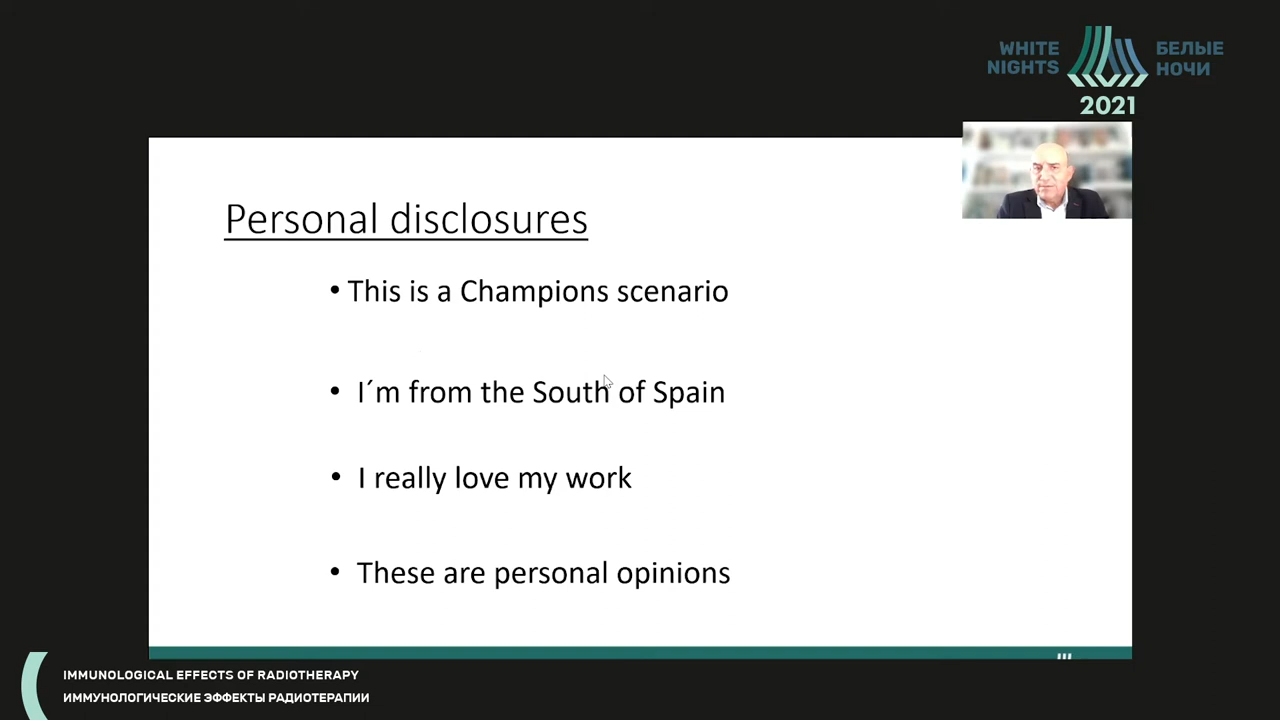 WHITE
NIGHTS
БЕЛЫЕ
НОЧИ
2021
Personal disclosures
• This is a Champions scenario
• I´m from the South of Spain
• I really love my work
• These are personal opinions
IMMUNOLOGICAL EFFECTS OF RADIOTHERAPY
ИММУНОЛОГИЧЕСКИЕ ЭФФЕКТЫ РАДИОТЕРАПИИ